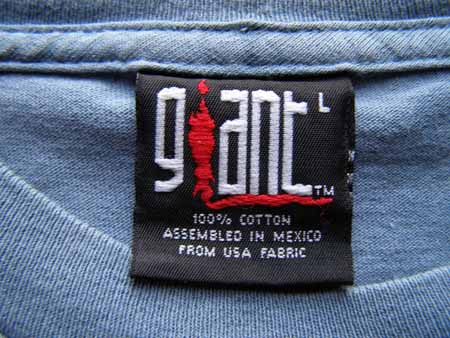 giant L
TM
100% COTTON
ASSEMBLED IN MEXICO
FROM USA FABRIC